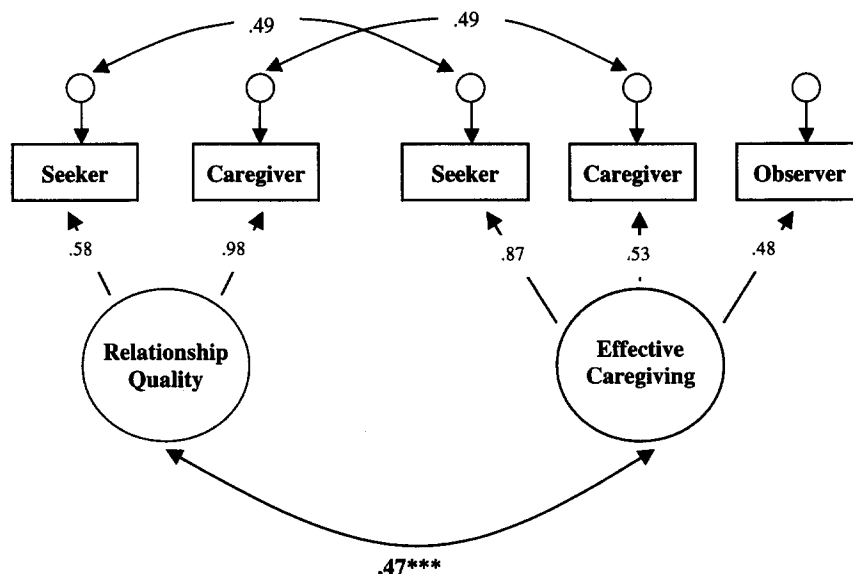 .49
.49
Seeker
Caregiver
Seeker
Caregiver
Observer
.58
.98
.87
.53
.48
Relationship
Quality
Effective
Caregiving
.47***